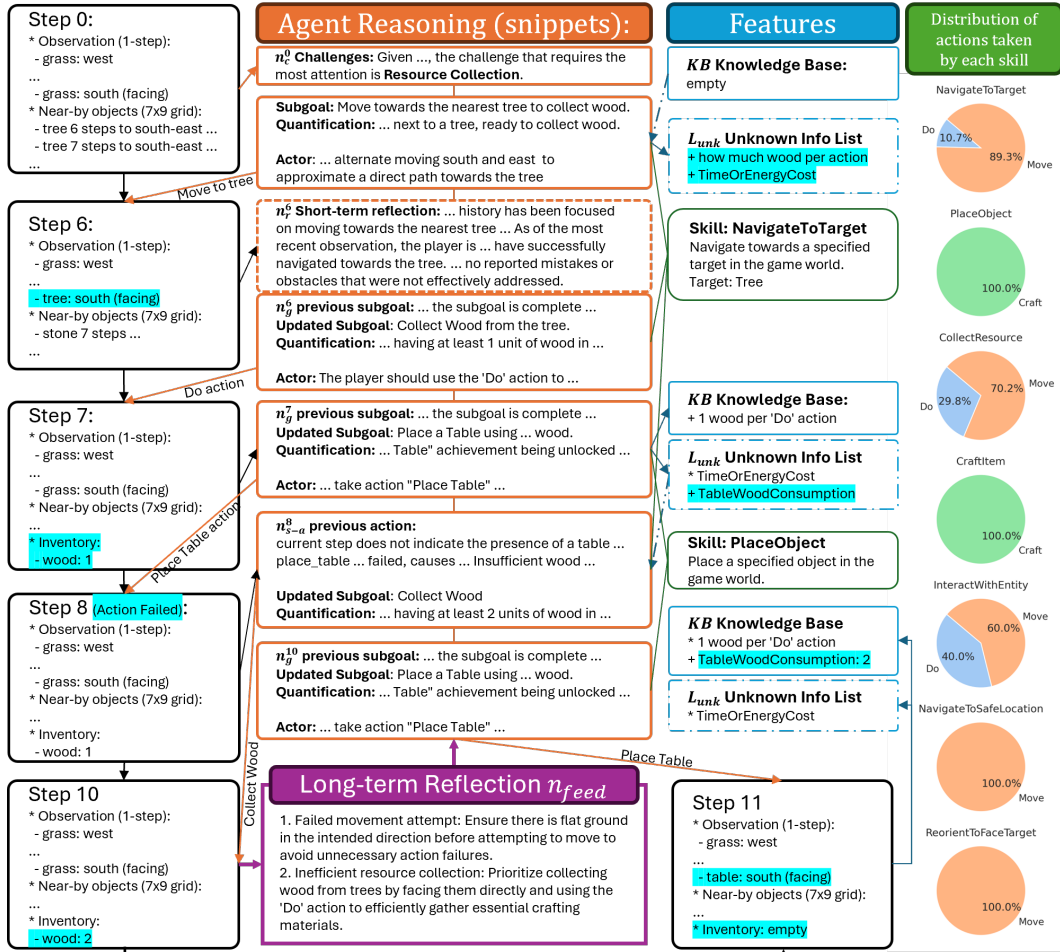 Step 0:
* Observation (1-step):
- grass: west
...
- grass: south (facing)
* Near-by objects (7x9 grid)
- tree 6 steps to south-east ...
- tree 7 steps to south-east ...
...
Move to tree
Step 6:
* Observation (1-step):
- grass: west
...
- tree: south (facing)
* Near-by objects (7x9 grid)
- stone 7 steps ...
...
Do action
Step 7:
* Observation (1-step):
- grass: west
...
- grass: south (facing)
* Near-by objects (7x9 grid):
...
* Inventory:
- wood: 1
Place Table action
Step 8 (Action Failed):
* Observation (1-step):
- grass: west
...
- grass: south (facing)
* Near-by objects (7x9 grid):
...
* Inventory:
- wood: 1
Collect Wood
Step 10
* Observation (1-step):
- grass: west
...
- grass: south (facing)
* Near-by objects (7x9 grid):
...
* Inventory:
- wood: 2
Agent Reasoning (snippets):
n_c^0 Challenges: Given ..., the challenge that requires the
most attention is Resource Collection.
Subgoal: Move towards the nearest tree to collect wood.
Quantification: ... next to a tree, ready to collect wood.
Actor: ... alternate moving south and east to
approximate a direct path towards the tree
n_r^6 Short-term reflection: ... history has been focused
on moving towards the nearest tree ... As of the most
recent observation, the player is ... have successfully
navigated towards the tree. ... no reported mistakes or
obstacles that were not effectively addressed.
n_g^6 previous subgoal: ... the subgoal is complete ...
Updated Subgoal: Collect Wood from the tree.
Quantification: ... having at least 1 unit of wood in ...
Actor: The player should use the 'Do' action to ...
n_g^7 previous subgoal: ... the subgoal is complete ...
Updated Subgoal: Place a Table using ... wood.
Quantification: ... Table" achievement being unlocked ...
Actor: ... take action "Place Table" ...
n_{s-a}^8 previous action:
current step does not indicate the presence of a table ...
place_table ... failed, causes ... Insufficient wood ...
Updated Subgoal: Collect Wood
Quantification: ... having at least 2 units of wood in ...
n_g^10 previous subgoal: ... the subgoal is complete ...
Updated Subgoal: Place a Table using ... wood.
Quantification: ... Table" achievement being unlocked ...
Actor: ... take action "Place Table" ...
Long-term Reflection n_feed
1. Failed movement attempt: Ensure there is flat ground
in the intended direction before attempting to move to
avoid unnecessary action failures.
2. Inefficient resource collection: Prioritize collecting
wood from trees by facing them directly and using the
'Do' action to efficiently gather essential crafting
materials.
Features
KB Knowledge Base:
empty
L_unk Unknown Info List
+ how much wood per action
+ TimeOrEnergyCost
Skill: NavigateToTarget
Navigate towards a specified
target in the game world.
Target: Tree
KB Knowledge Base:
+ 1 wood per 'Do' action
L_unk Unknown Info List
* TimeOrEnergyCost
+ TableWoodConsumption
Skill: PlaceObject
Place a specified object in the
game world.
KB Knowledge Base
* 1 wood per 'Do' action
+ TableWoodConsumption: 2
L_unk Unknown Info List
* TimeOrEnergyCost
Place Table
Step 11
* Observation (1-step):
- grass: west
...
- table: south (facing)
* Near-by objects (7x9 grid):
...
* Inventory: empty
Distribution of
actions taken
by each skill
NavigateToTarget
Do
10.7%
89.3%
Move
PlaceObject
100.0%
Craft
CollectResource
70.2%
Move
29.8%
Do
CraftItem
100.0%
Craft
InteractWithEntity
60.0%
Move
40.0%
Do
NavigateToSafeLocation
100.0%
Move
ReorientToFaceTarget
100.0%
Move